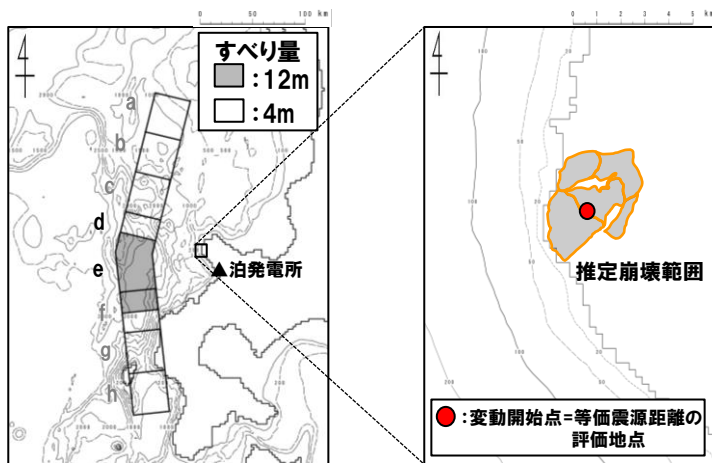 0 50 100 km
0 1 2 3 4 5 km
4
すべり量
:12m
:4m
a
b
c
d
e
f
g
h
▲泊発電所
4
推定崩壊範囲
:変動開始点=等価震源距離の
評価地点